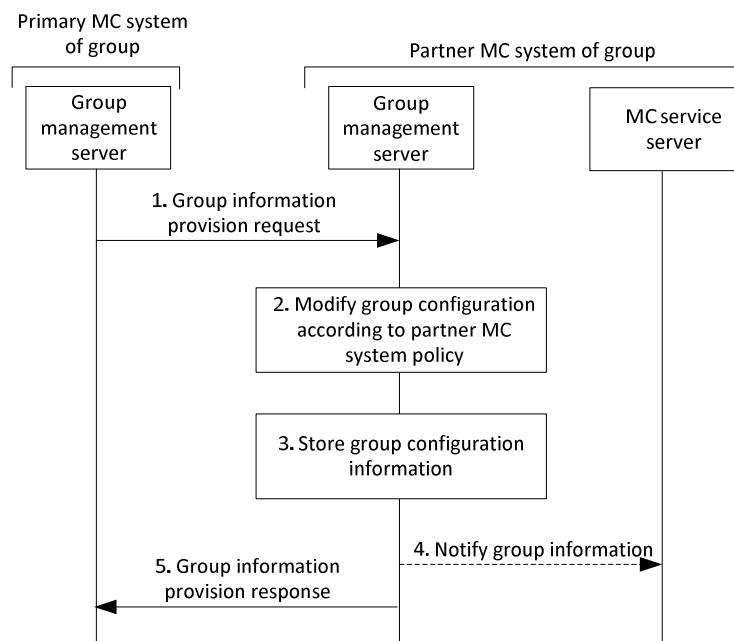 Primary MC system
of group
Partner MC system of group
Group
management
server
Group
management
server
MC service
server
1. Group information
provision request
2. Modify group configuration
according to partner MC
system policy
3. Store group configuration
information
4. Notify group information
5. Group information
provision response